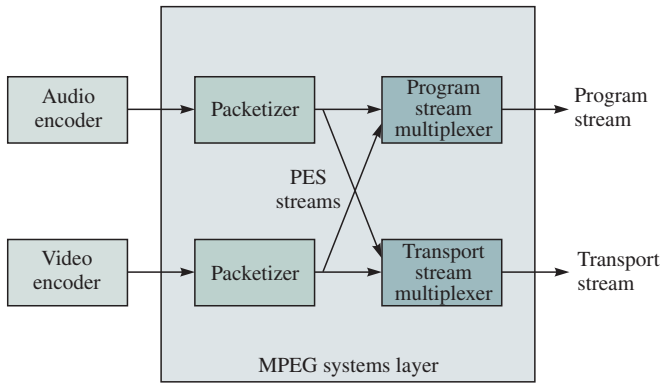 Audio
encoder
Packetizer
Program
stream
multiplexer
Program
stream
PES
streams
Video
encoder
Packetizer
Transport
stream
multiplexer
Transport
stream
MPEG systems layer